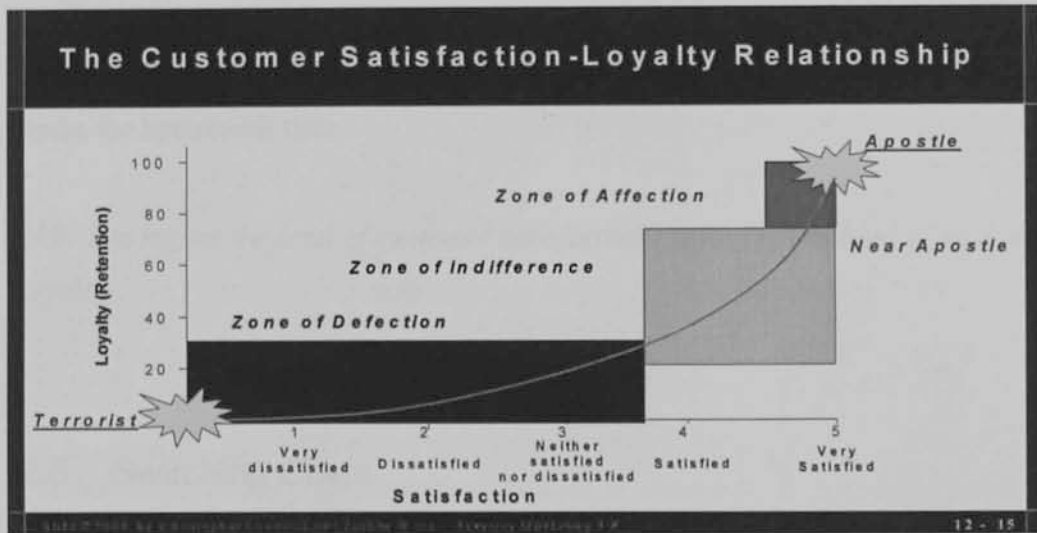 The Customer Satisfaction-Loyalty Relationship
Apostle
100
Zone of Affection
80
Near Apostle
Loyalty (Retention)
60
Zone of Indifference
40
Zone of Defection
20
Terrorist
1
2
3
4
5
Very
dissatisfied
Dissatisfied
Neither
satisfied
nor dissatisfied
Satisfied
Very
Satisfied
Satisfaction
12 - 15